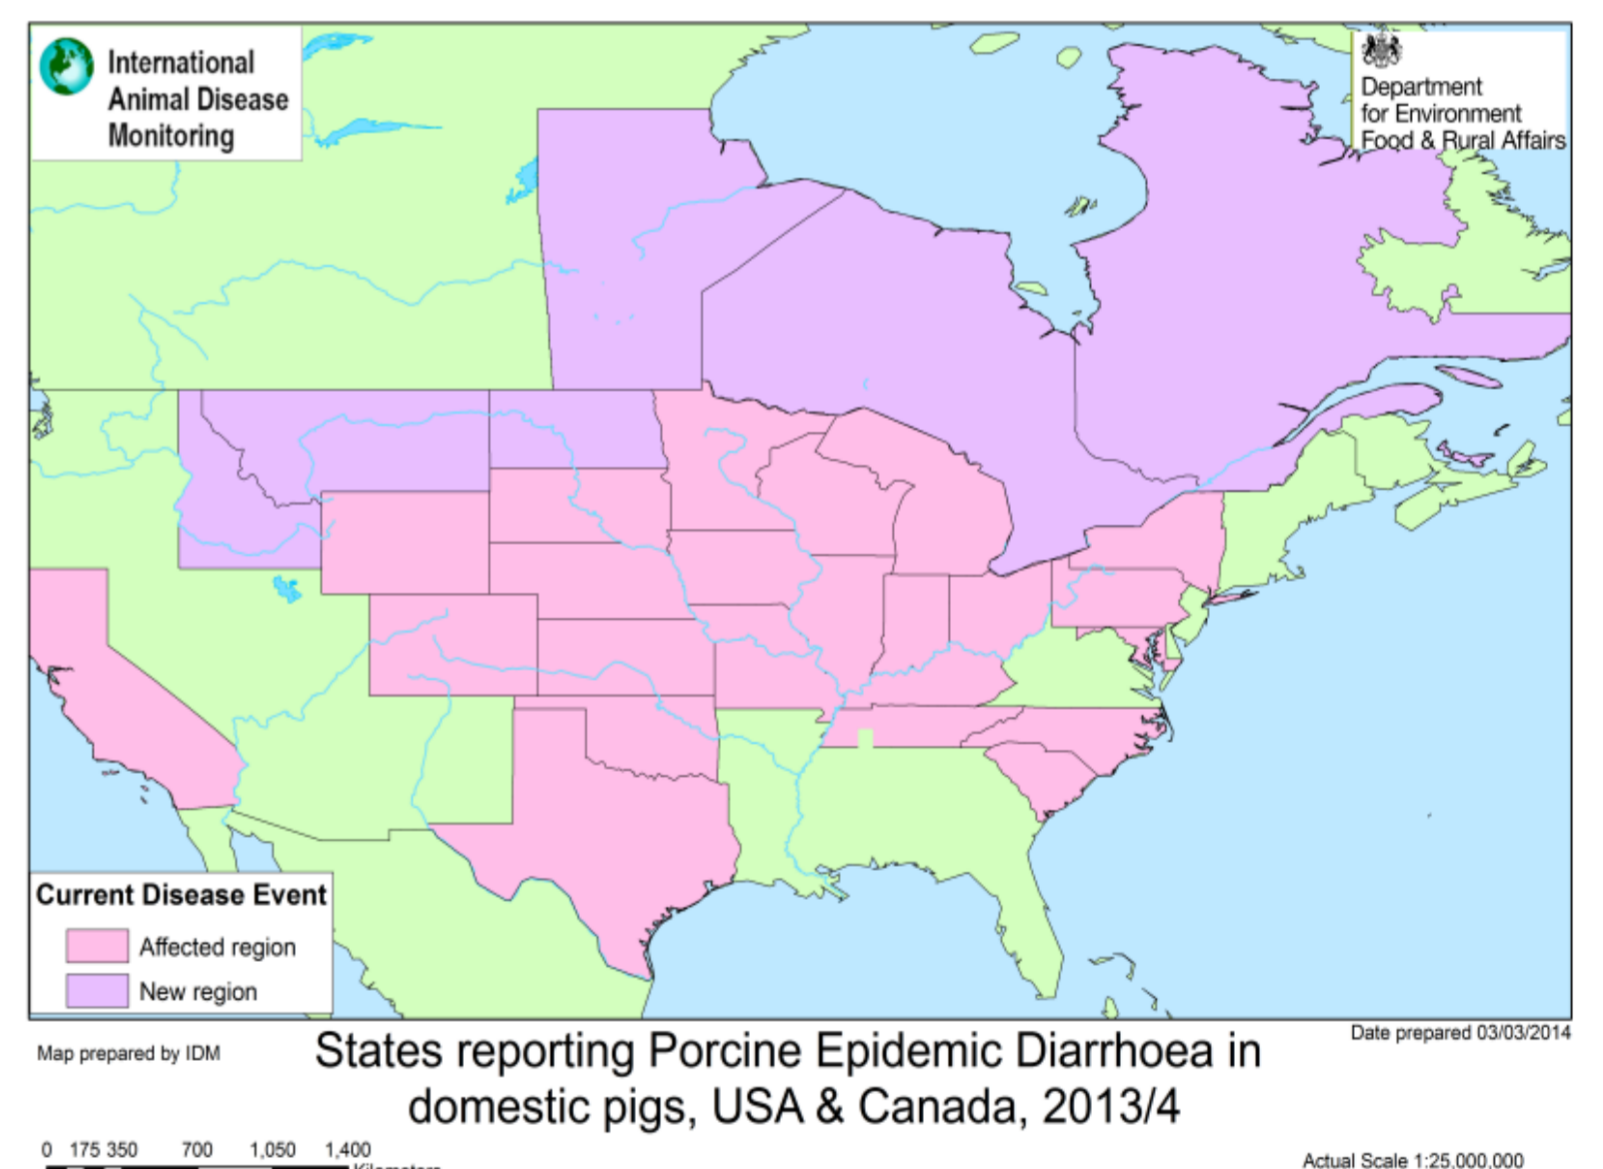 International
Animal Disease
Monitoring
Department
for Environment
Food & Rural Affairs
Current Disease Event
Affected region
New region
Map prepared by IDM
States reporting Porcine Epidemic Diarrhoea in
domestic pigs, USA & Canada, 2013/4
Date prepared 03/03/2014
0 175 350 700 1,050 1,400
Kilometers
Actual Scale 1:25,000,000